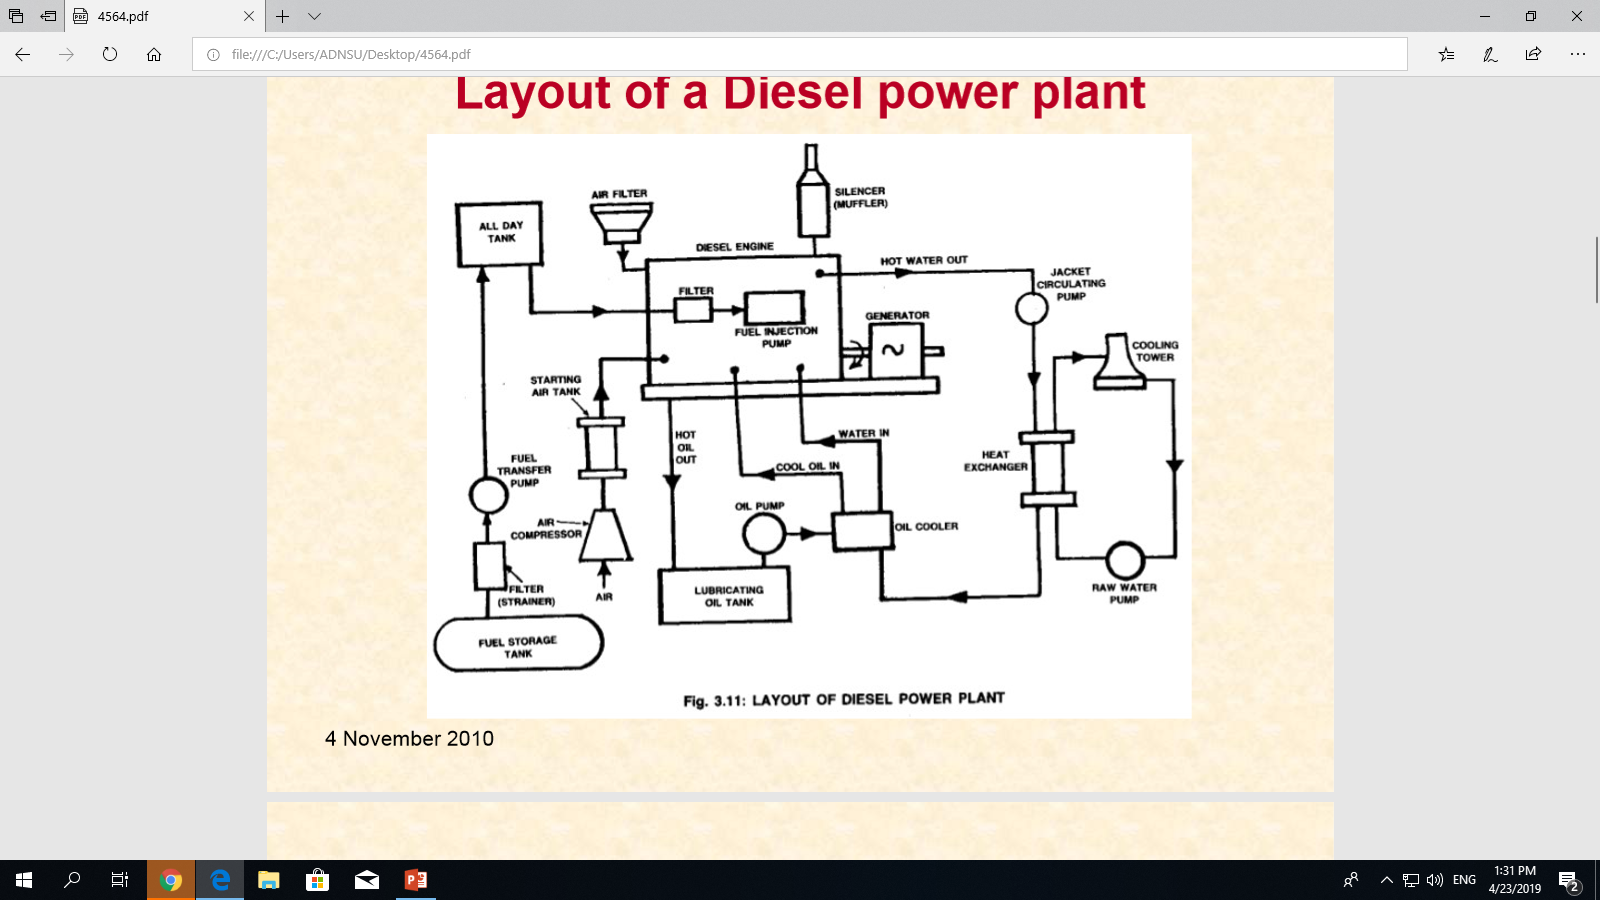 4564.pdf
file:///C:/Users/ADNSU/Desktop/4564.pdf
Layout of a Diesel power plant
SILENCER
(MUFFLER)
AIR FILTER
ALL DAY
TANK
DIESEL ENGINE
HOT WATER OUT
JACKET
CIRCULATING
PUMP
FILTER
FUEL INJECTION
PUMP
GENERATOR
COOLING
TOWER
STARTING
AIR TANK
HOT
OIL
OUT
WATER IN
COOL OIL IN
HEAT
EXCHANGER
FUEL
TRANSFER
PUMP
OIL PUMP
OIL COOLER
AIR
COMPRESSOR
FILTER
(STRAINER)
AIR
LUBRICATING
OIL TANK
RAW WATER
PUMP
FUEL STORAGE
TANK
Fig. 3.11: LAYOUT OF DIESEL POWER PLANT
4 November 2010
ENG
1:31 PM
4/23/2019
2